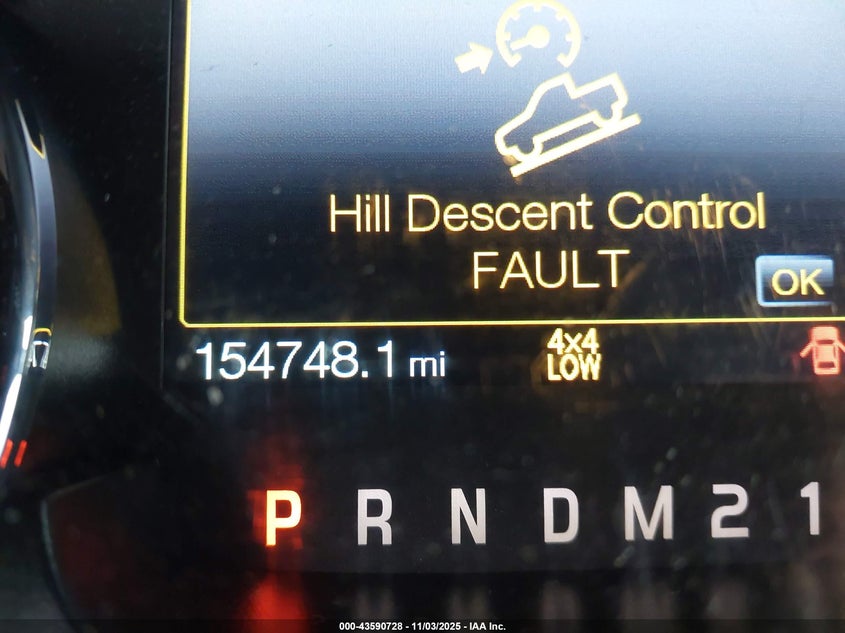 Hill Descent Control
FAULT
OK
154748.1 mi
4x4
LOW
P R N D M 2 1
000-43590728 - 11/03/2025 - IAA Inc.